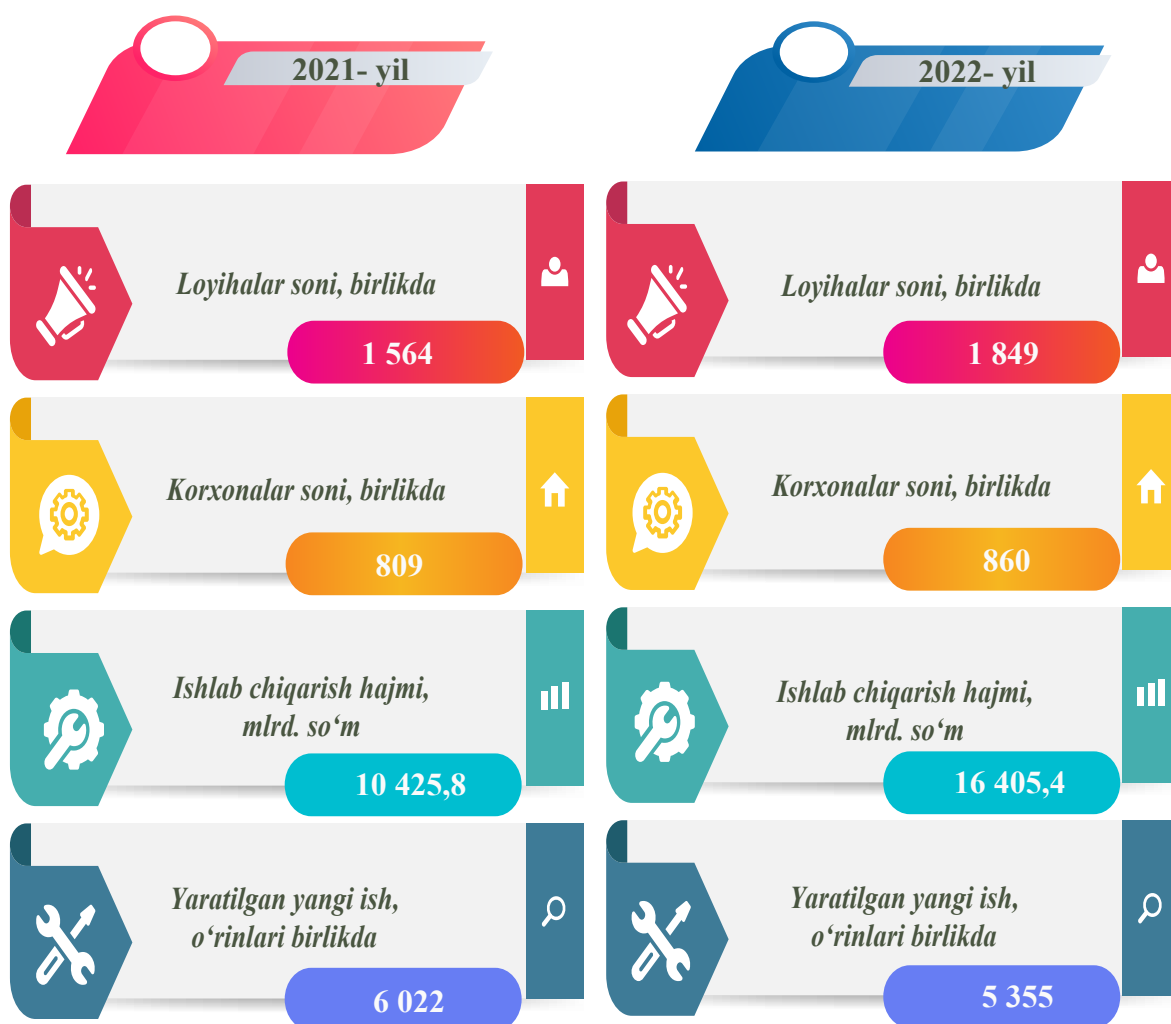 2021- yil
Loyihalar soni, birlikda
1 564
Korxonalar soni, birlikda
809
Ishlab chiqarish hajmi,
mlrd. so‘m
10 425,8
Yaratilgan yangi ish,
o‘rinlari birlikda
6 022
2022- yil
Loyihalar soni, birlikda
1 849
Korxonalar soni, birlikda
860
Ishlab chiqarish hajmi,
mlrd. so‘m
16 405,4
Yaratilgan yangi ish,
o‘rinlari birlikda
5 355